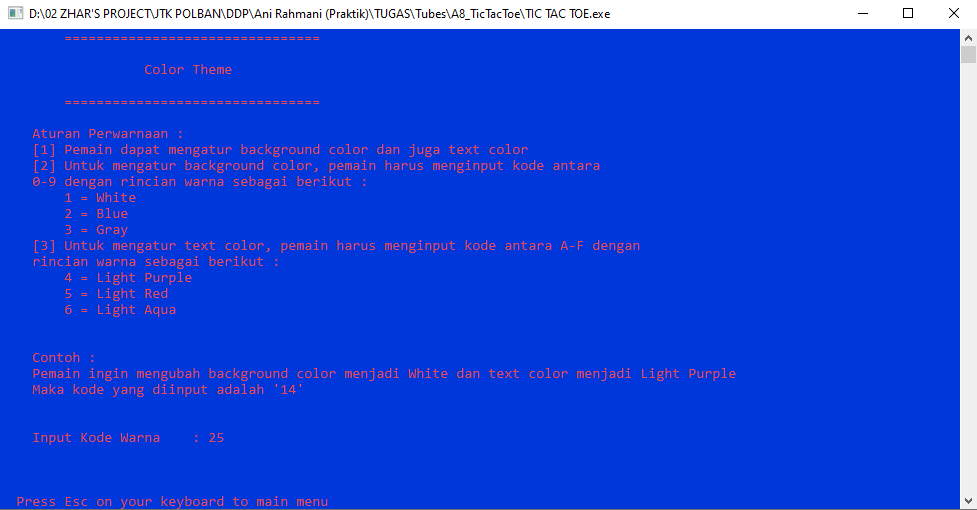 D:\02 ZHAR'S PROJECT\JTK POLBAN\DDP\Ani Rahmani (Praktik)\TUGAS\Tubes\A8_TicTacToe\TIC TAC TOE.exe
================================
Color Theme
================================
Aturan Perwarnaan :
[1] Pemain dapat mengatur background color dan juga text color
[2] Untuk mengatur background color, pemain harus menginput kode antara
0-9 dengan rincian warna sebagai berikut :
1 = White
2 = Blue
3 = Gray
[3] Untuk mengatur text color, pemain harus menginput kode antara A-F dengan
rincian warna sebagai berikut :
4 = Light Purple
5 = Light Red
6 = Light Aqua
Contoh :
Pemain ingin mengubah background color menjadi White dan text color menjadi Light Purple
Maka kode yang diinput adalah '14'
Input Kode Warna    : 25
Press Esc on your keyboard to main menu